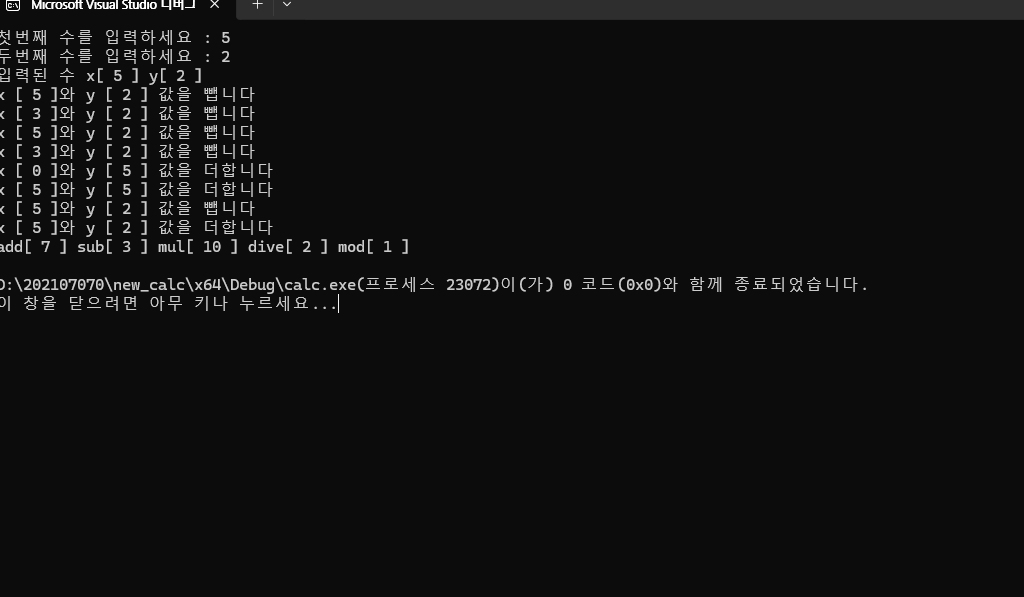 Microsoft Visual Studio 디버그
첫번째 수를 입력하세요 : 5
두번째 수를 입력하세요 : 2
입력된 수 x[ 5 ] y[ 2 ]
x [ 5 ]와 y [ 2 ] 값을 뺍니다
x [ 3 ]와 y [ 2 ] 값을 뺍니다
x [ 5 ]와 y [ 2 ] 값을 뺍니다
x [ 3 ]와 y [ 2 ] 값을 뺍니다
x [ 0 ]와 y [ 5 ] 값을 더합니다
x [ 5 ]와 y [ 5 ] 값을 더합니다
x [ 5 ]와 y [ 2 ] 값을 뺍니다
x [ 5 ]와 y [ 2 ] 값을 더합니다
add[ 7 ] sub[ 3 ] mul[ 10 ] dive[ 2 ] mod[ 1 ]
D:\202107070\new_calc\x64\Debug\calc.exe(프로세스 23072)이(가) 0 코드(0x0)와 함께 종료되었습니다.
이 창을 닫으려면 아무 키나 누르세요...